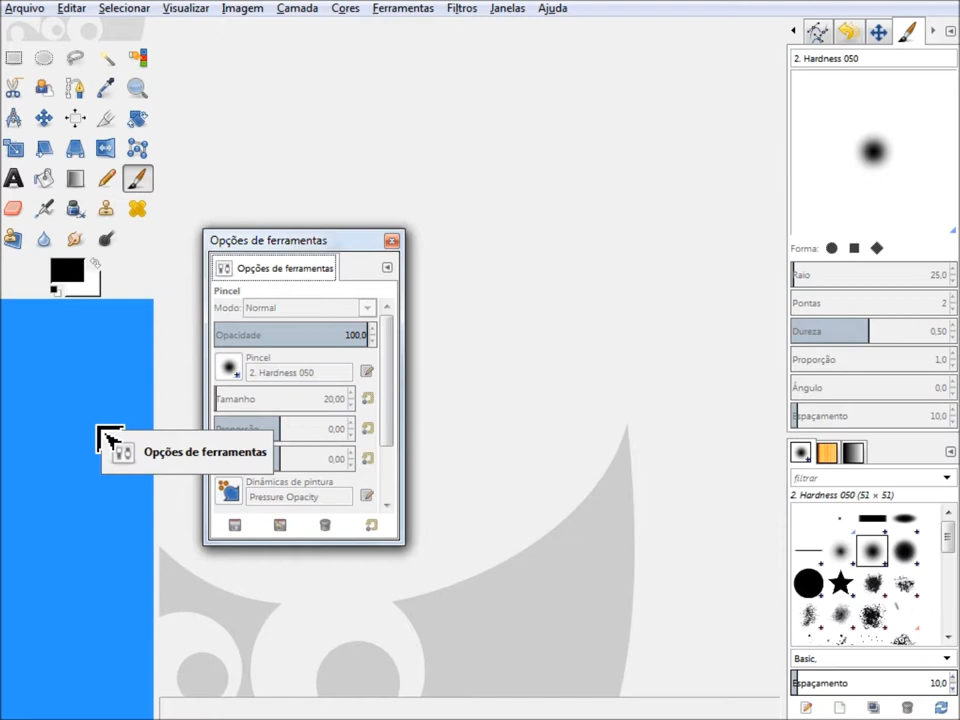 Arquivo Editar Selecionar Visualizar Imagem Camada Cores Ferramentas Filtros Janelas Ajuda
2. Hardness 050
Forma:
Raio 25,0
Pontas 2
Dureza 0,50
Proporção 1,0
Ângulo 0,0
Espaçamento 10,0
filtrar
2. Hardness 050 (51 × 51)
Basic,
Espaçamento 10,0
Opções de ferramentas
Opções de ferramentas
Pincel
Modo: Normal
Opacidade 100,0
Pincel
2. Hardness 050
Tamanho 20,00
Proporção 0,00
0,00
Dinâmicas de pintura
Pressure Opacity
Opções de ferramentas